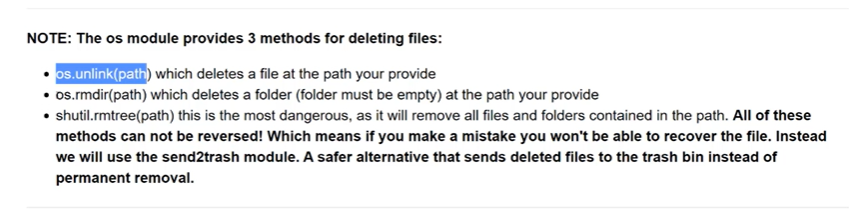 NOTE: The os module provides 3 methods for deleting files:
• os.unlink(path) which deletes a file at the path your provide
• os.rmdir(path) which deletes a folder (folder must be empty) at the path your provide
• shutil.rmtree(path) this is the most dangerous, as it will remove all files and folders contained in the path. All of these
methods can not be reversed! Which means if you make a mistake you won't be able to recover the file. Instead
we will use the send2trash module. A safer alternative that sends deleted files to the trash bin instead of
permanent removal.